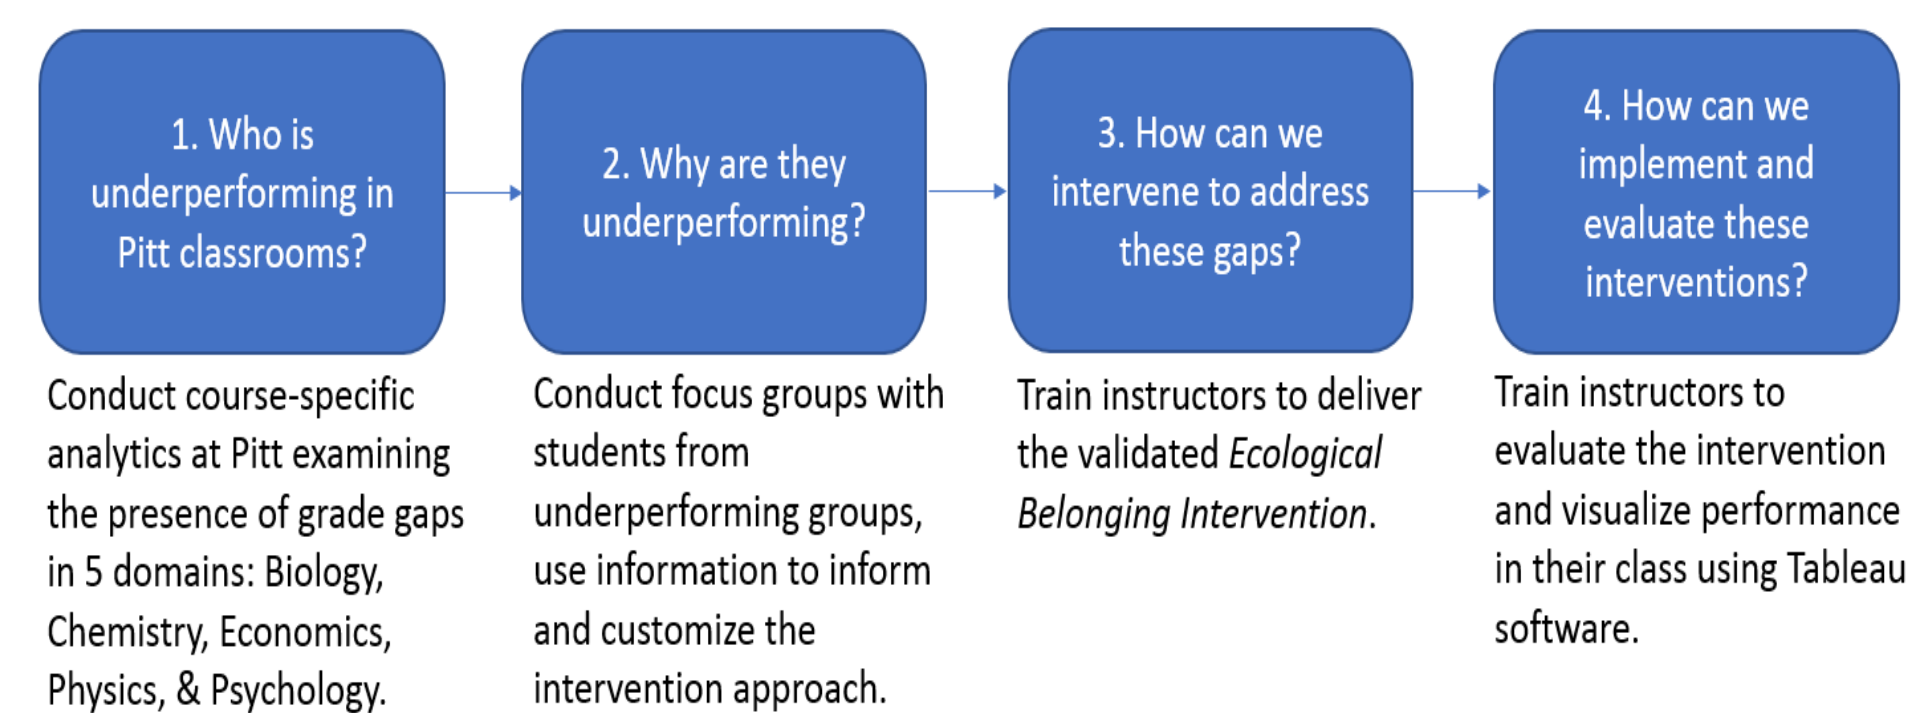 1. Who is
underperforming in
Pitt classrooms?
Conduct course-specific
analytics at Pitt examining
the presence of grade gaps
in 5 domains: Biology,
Chemistry, Economics,
Physics, & Psychology.
2. Why are they
underperforming?
Conduct focus groups with
students from
underperforming groups,
use information to inform
and customize the
intervention approach.
3. How can we
intervene to address
these gaps?
Train instructors to deliver
the validated Ecological
Belonging Intervention.
4. How can we
implement and
evaluate these
interventions?
Train instructors to
evaluate the intervention
and visualize performance
in their class using Tableau
software.